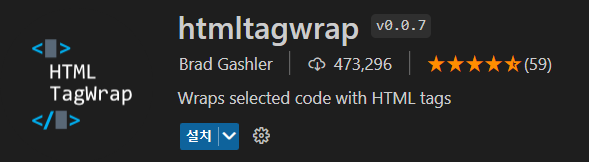 htmltagwrap v0.0.7
Brad Gashler 473,296 (59)
Wraps selected code with HTML tags
설치
< >
HTML
TagWrap
</ >